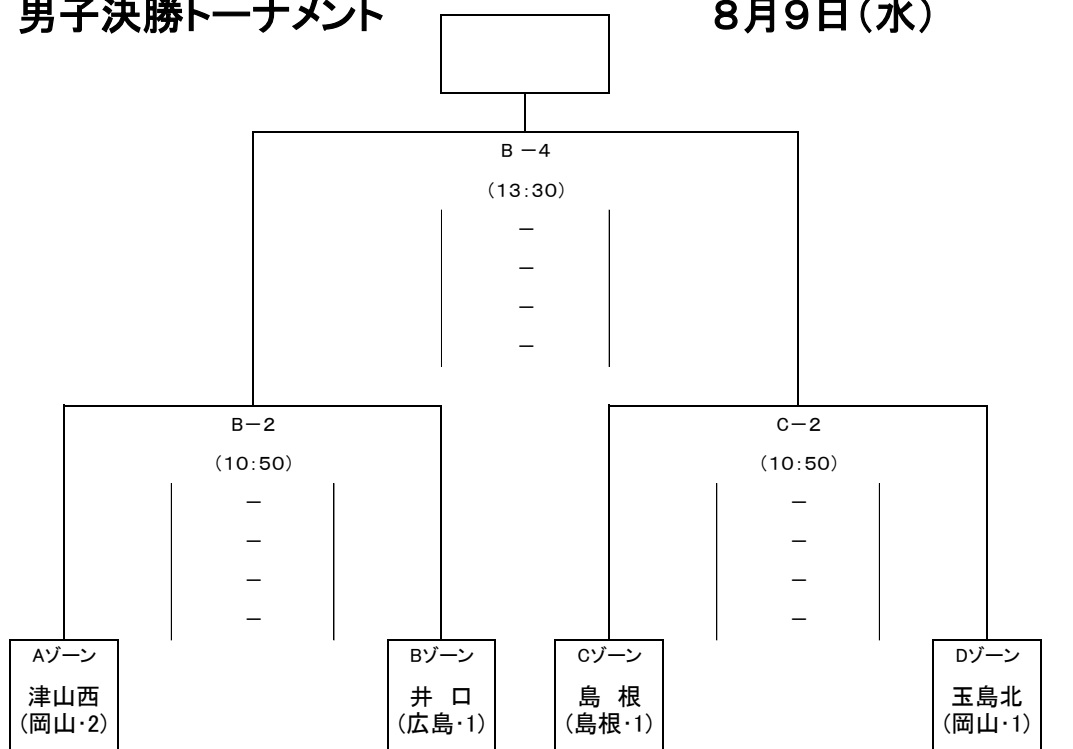 男子決勝トーナメント　８月９日（水）
Ｂ－４
（１３：３０）
－
－
－
－
Ｂ－２　Ｃ－２
（１０：５０）　（１０：５０）
－　－
－　－
－　－
－　－
Aゾーン　Bゾーン　Cゾーン　Dゾーン
津山西　井　口　島　根　玉島北
（岡山・2）　（広島・1）　（島根・1）　（岡山・1）